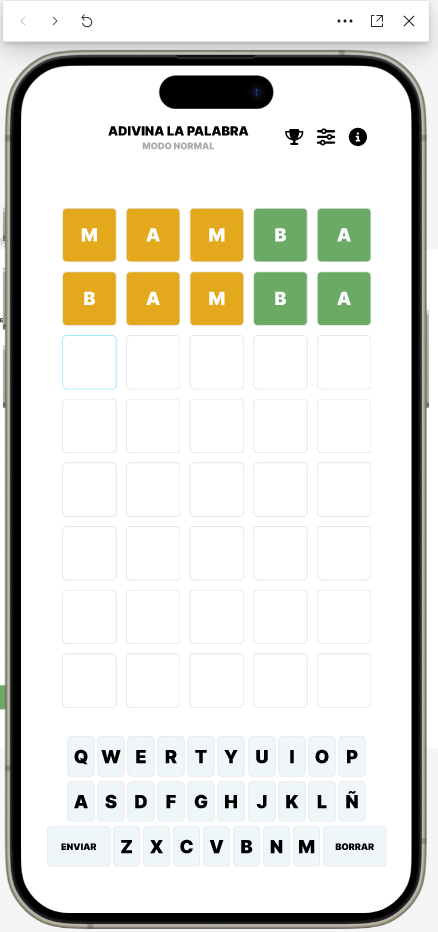 ADIVINA LA PALABRA
MODO NORMAL
M A M B A
B A M B A
Q W E R T Y U I O P
A S D F G H J K L Ñ
ENVIAR Z X C V B N M BORRAR